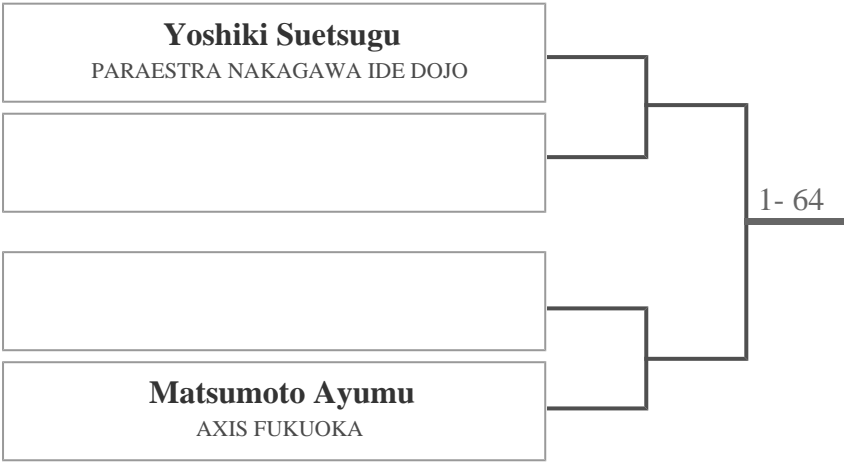 Yoshiki Suetsugu
PARAESTRA NAKAGAWA IDE DOJO
1- 64
Matsumoto Ayumu
AXIS FUKUOKA